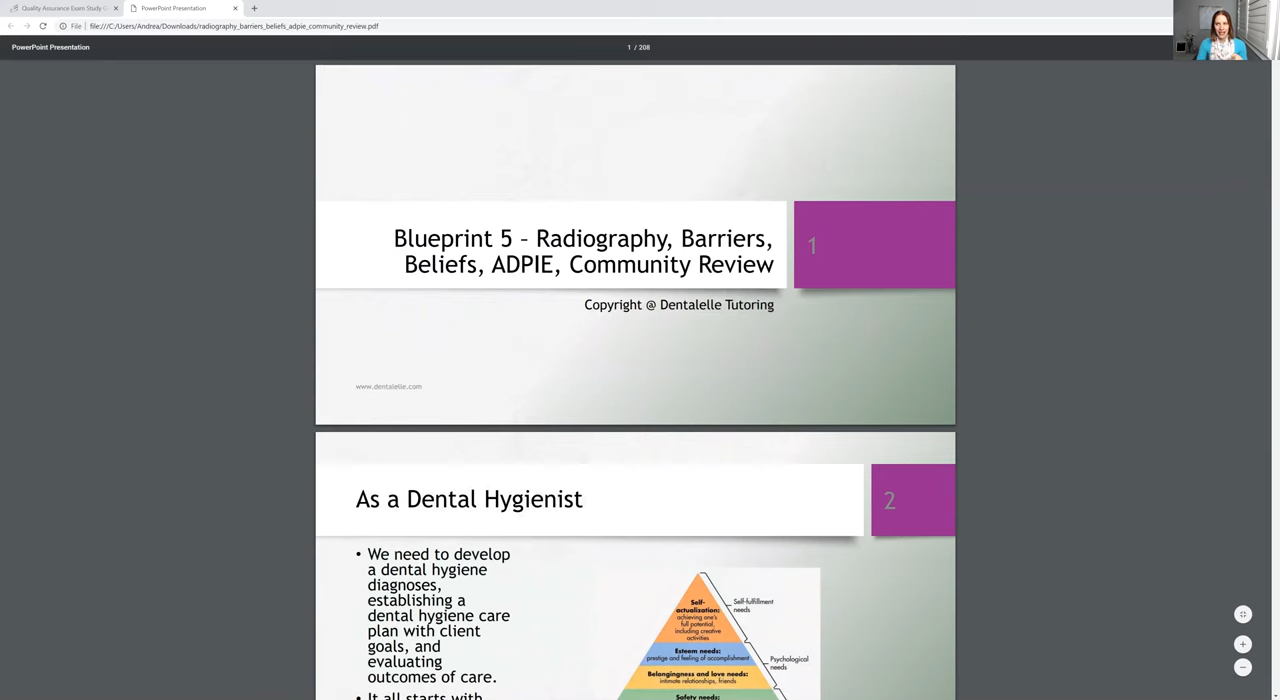 Quality Assurance Exam Study G
PowerPoint Presentation
File
file:///C:/Users/Andrea/Downloads/radiography_barriers_beliefs_adpie_community_review.pdf
PowerPoint Presentation
1 / 208
Blueprint 5 – Radiography, Barriers,
Beliefs, ADPIE, Community Review
1
Copyright @ Dentalelle Tutoring
www.dentalelle.com
As a Dental Hygienist
2
• We need to develop
a dental hygiene
diagnoses,
establishing a
dental hygiene care
plan with client
goals, and
evaluating
outcomes of care.
• It all starts with
Self-
actualization:
achieving one's
full potential,
including creative
activities
Self-fulfillment
needs
Esteem needs:
prestige and feeling of accomplishment
Psychological
needs
Belongingness and love needs:
intimate relationships, friends
Safety needs: